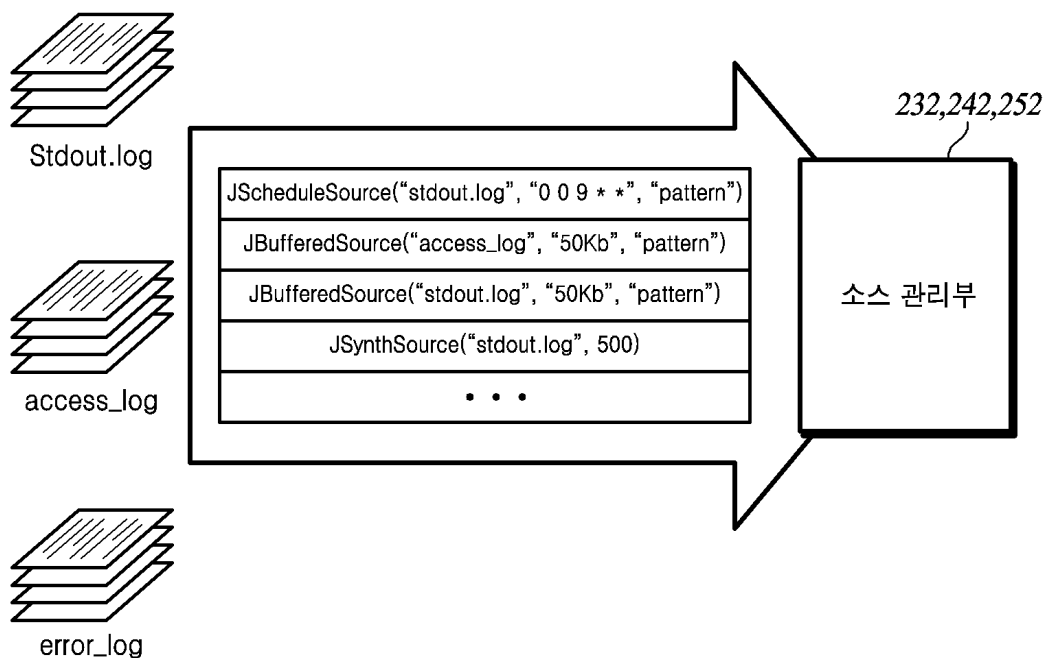 Stdout.log
access_log
error_log
JScheduleSource(“stdout.log”, “0 0 9 * *”, “pattern”)
JBufferedSource(“access_log”, “50Kb”, “pattern”)
JBufferedSource(“stdout.log”, “50Kb”, “pattern”)
JSynthSource(“stdout.log”, 500)
• • •
232,242,252
소스 관리부